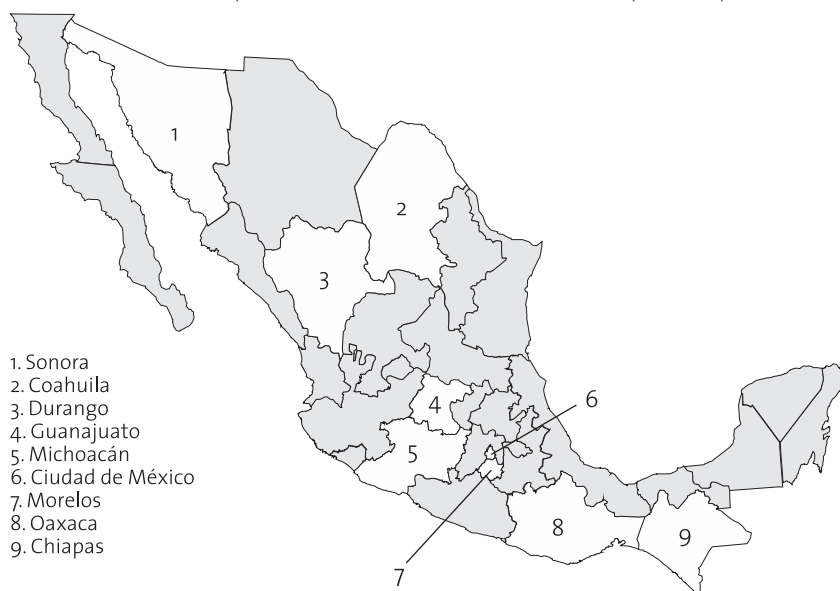 1
2
3
4
5
6
7
8
9
1. Sonora
2. Coahuila
3. Durango
4. Guanajuato
5. Michoacán
6. Ciudad de México
7. Morelos
8. Oaxaca
9. Chiapas